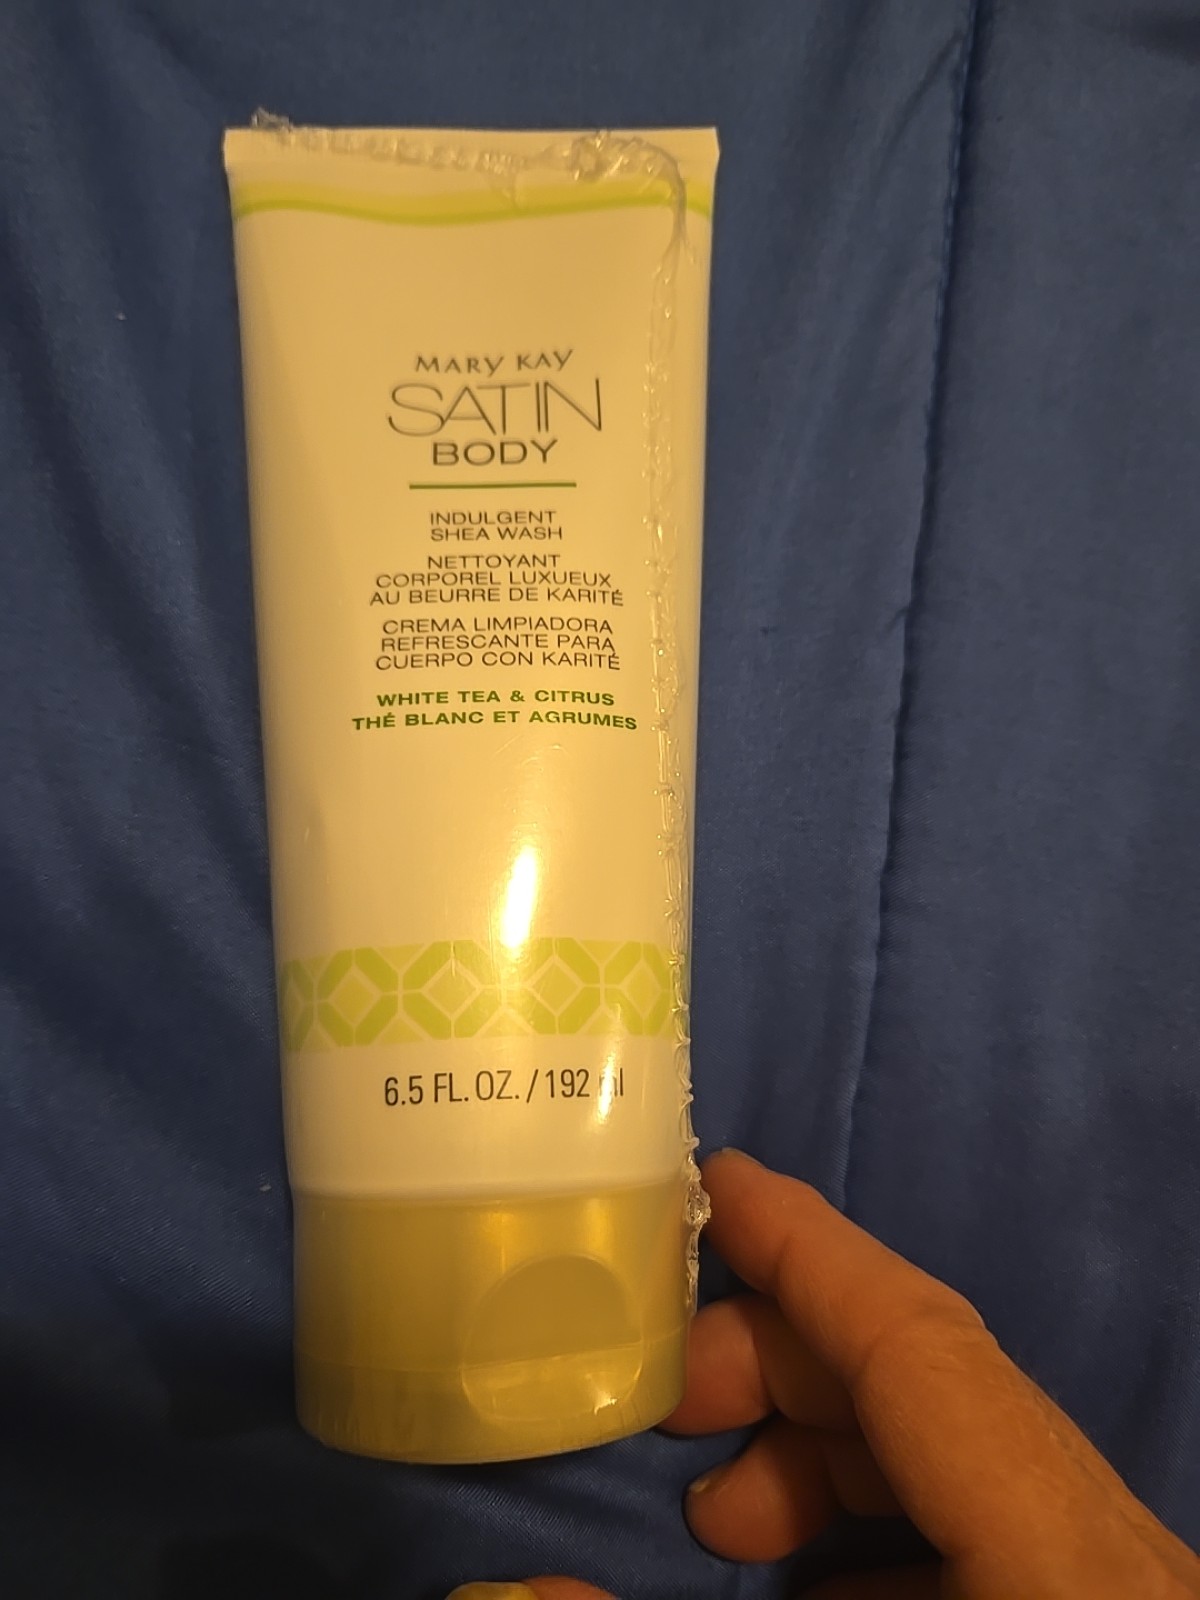 MARY KAY
SATIN
BODY
INDULGENT
SHEA WASH
NETTOYANT
CORPOREL LUXUEUX
AU BEURRE DE KARITÉ
CREMA LIMPIADORA
REFRESCANTE PARA
CUERPO CON KARITÉ
WHITE TEA & CITRUS
THÉ BLANC ET AGRUMES
6.5 FL. OZ. / 192 ml